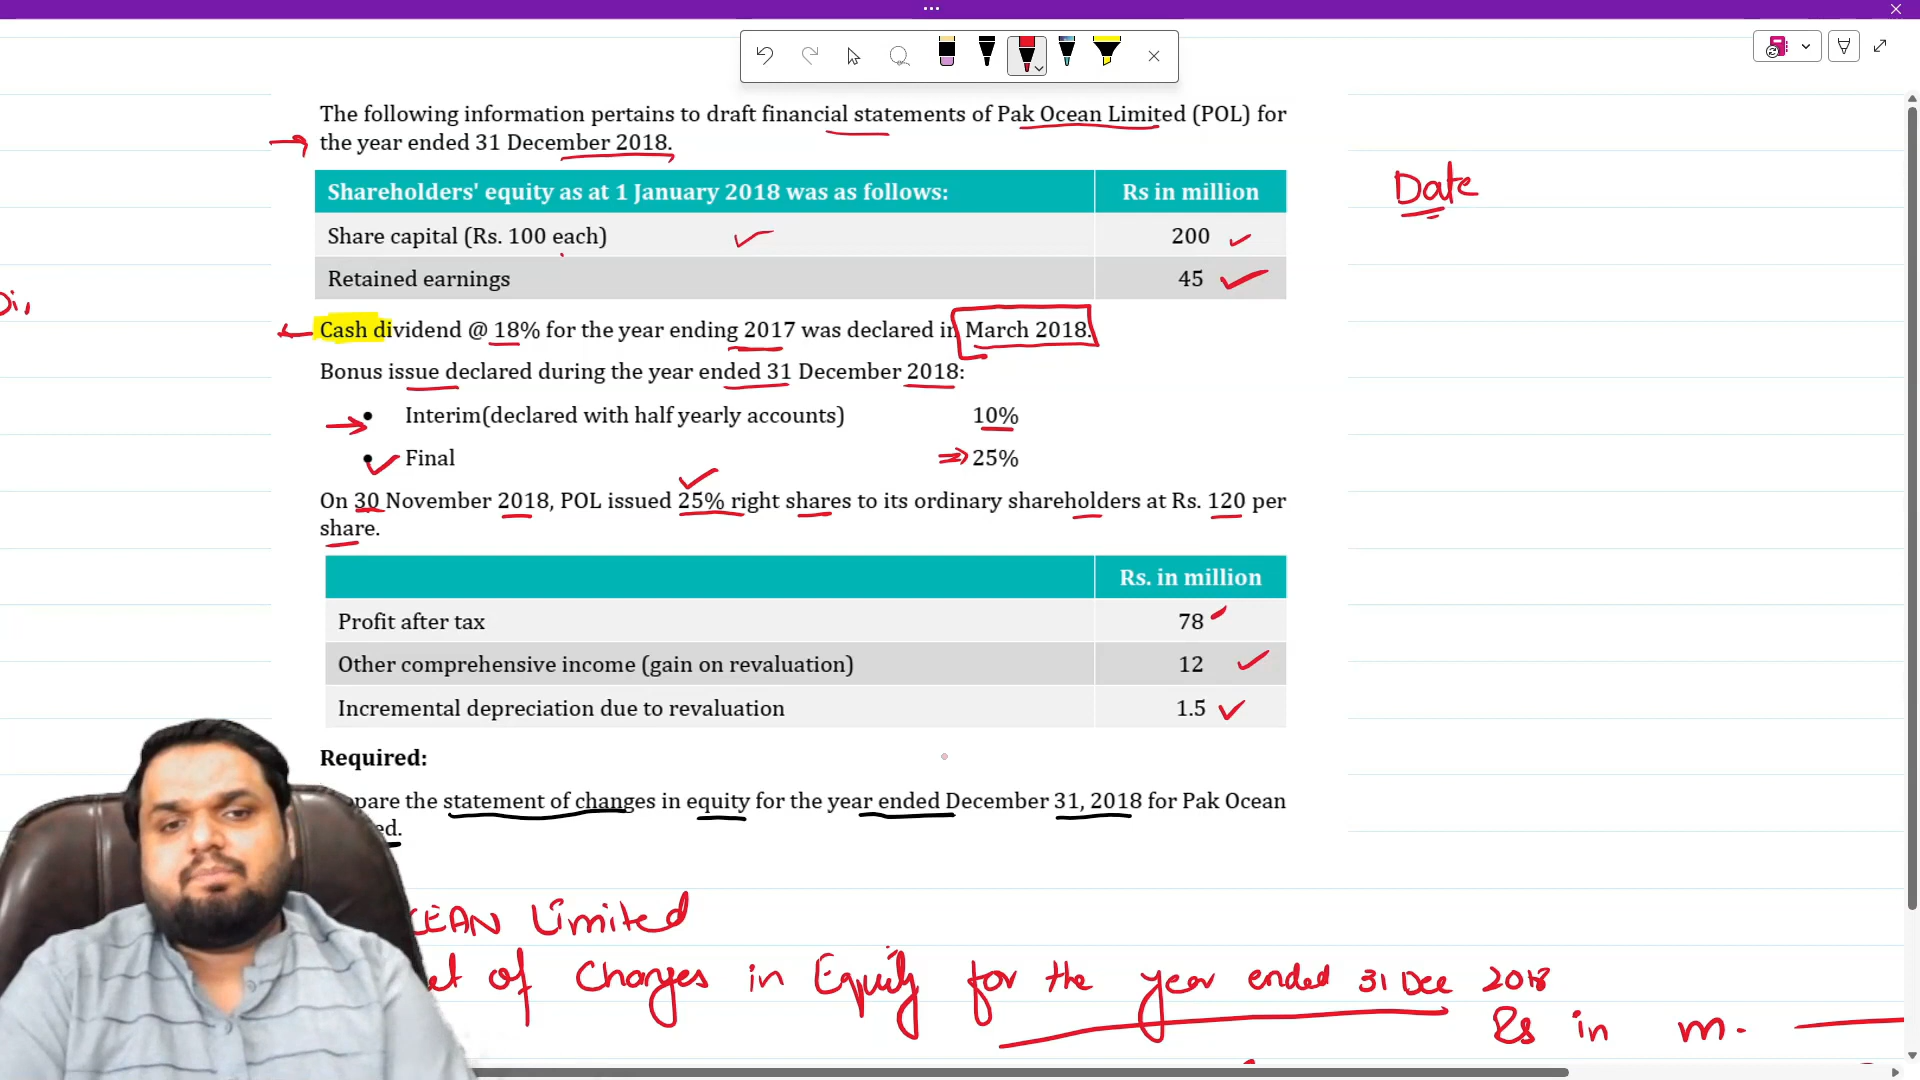 The following information pertains to draft financial statements of Pak Ocean Limited (POL) for
the year ended 31 December 2018.
Date
Shareholders' equity as at 1 January 2018 was as follows: Rs in million
Share capital (Rs. 100 each) 200
Retained earnings 45
Cash dividend @ 18% for the year ending 2017 was declared in March 2018.
Bonus issue declared during the year ended 31 December 2018:
• Interim(declared with half yearly accounts) 10%
• Final 25%
On 30 November 2018, POL issued 25% right shares to its ordinary shareholders at Rs. 120 per
share.
Rs. in million
Profit after tax 78
Other comprehensive income (gain on revaluation) 12
Incremental depreciation due to revaluation 1.5
Required:
pare the statement of changes in equity for the year ended December 31, 2018 for Pak Ocean
ed.
CEAN Limited
et of Changes in Equity for the year ended 31 Dec 2018
Rs in m.